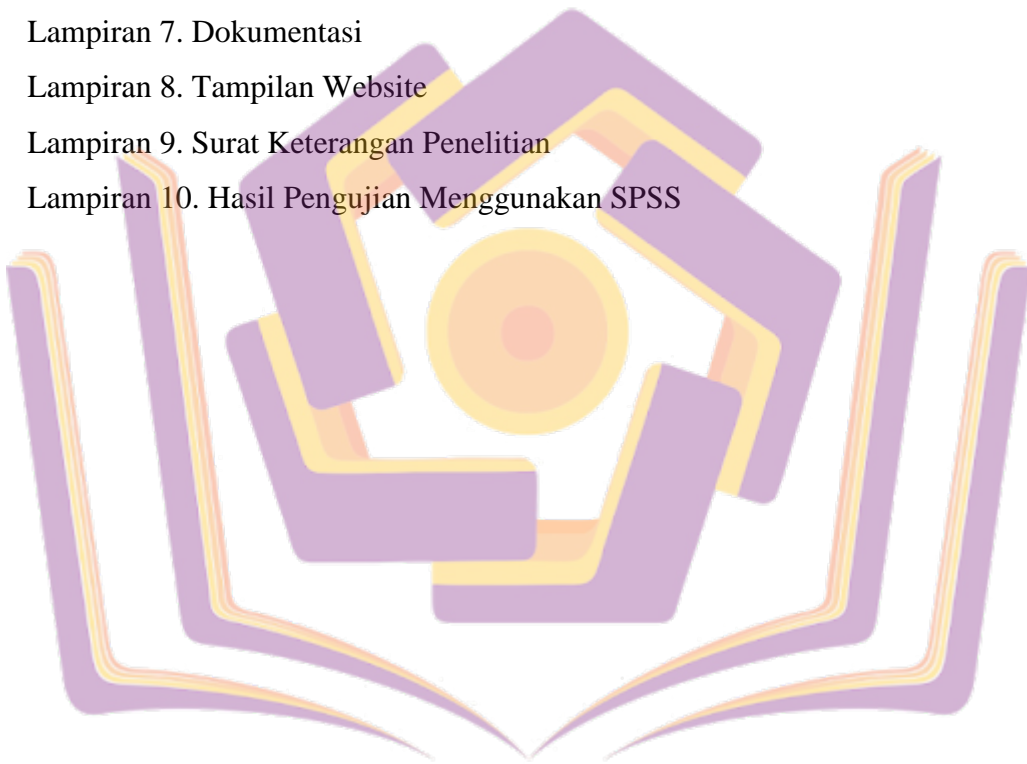 Lampiran 7. Dokumentasi
Lampiran 8. Tampilan Website
Lampiran 9. Surat Keterangan Penelitian
Lampiran 10. Hasil Pengujian Menggunakan SPSS